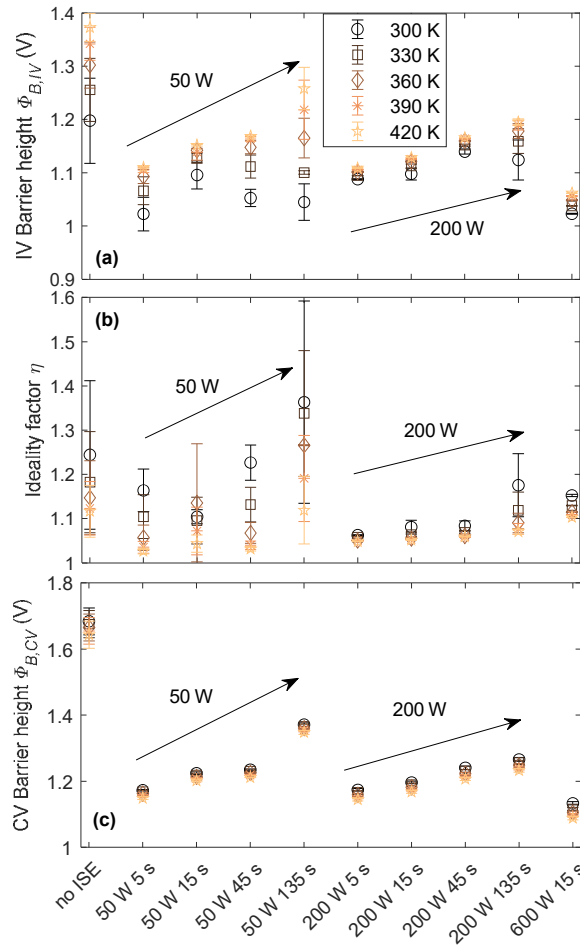 IV Barrier height Φ_{B,IV} (V)
1.4
1.3
1.2
1.1
1
0.9
50 W
200 W
(a)
300 K
330 K
360 K
390 K
420 K
Ideality factor η
1.6
1.5
1.4
1.3
1.2
1.1
1
(b)
50 W
200 W
CV Barrier height Φ_{B,CV} (V)
1.8
1.6
1.4
1.2
1
50 W
200 W
(c)
no ISE
50 W 5 s
50 W 15 s
50 W 45 s
50 W 135 s
200 W 5 s
200 W 15 s
200 W 45 s
200 W 135 s
600 W 15 s